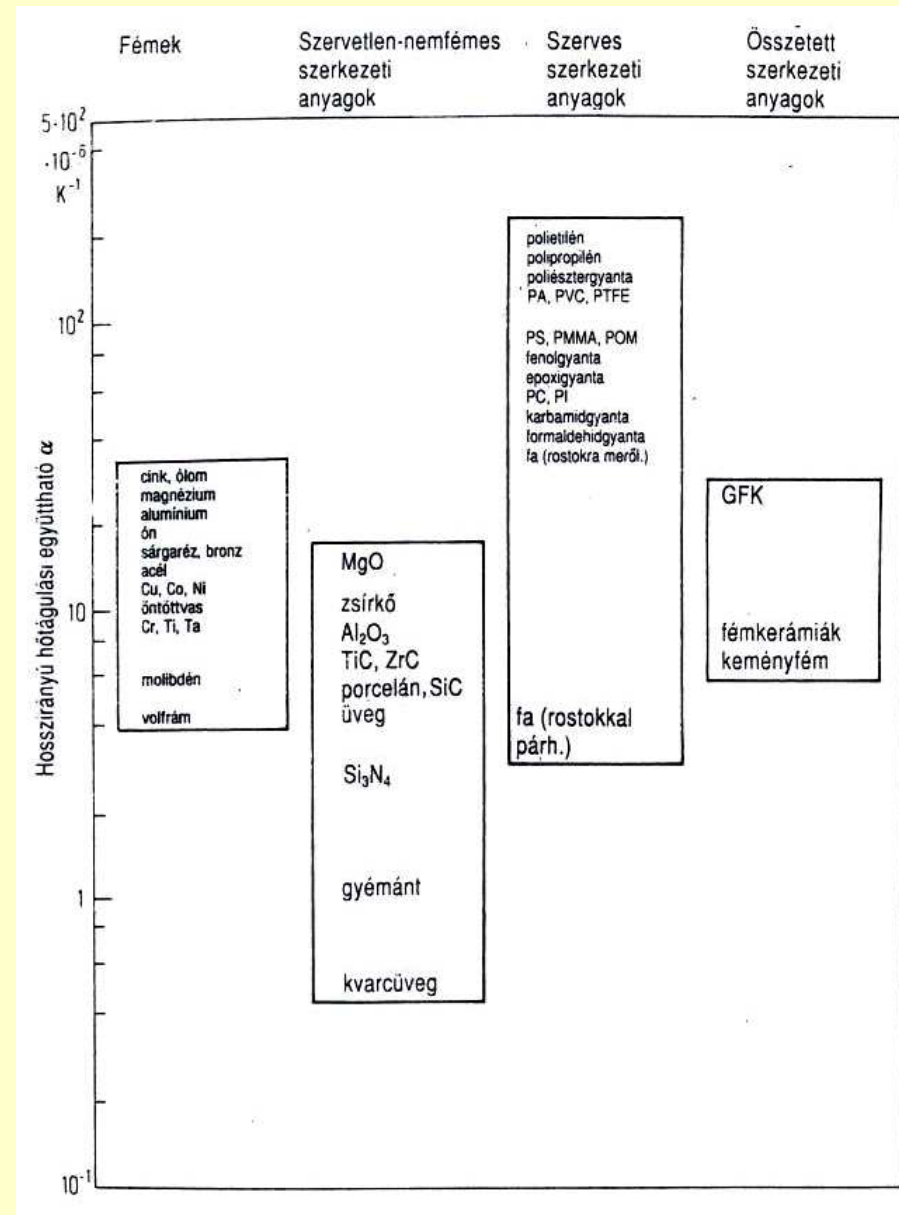 Fémek
Szervetlen-nemfémes
szerkezeti
anyagok
Szerves
szerkezeti
anyagok
Összetett
szerkezeti
anyagok
5·10²
·10⁻⁶
K⁻¹
10²
10
1
10⁻¹
Hosszirányú hőtágulási együttható α
cink, ólom
magnézium
alumínium
ón
sárgaréz, bronz
acél
Cu, Co, Ni
öntöttvas
Cr, Ti, Ta
molibdén
volfrám
MgO
zsírkő
Al₂O₃
TiC, ZrC
porcelán, SiC
üveg
Si₃N₄
gyémánt
kvarcüveg
polietilén
polipropilén
poliésztergyanta
PA, PVC, PTFE
PS, PMMA, POM
fenolgyanta
epoxigyanta
PC, PI
karbamidgyanta
formaldehidgyanta
fa (rostokra meről.)
fa (rostokkal
párh.)
GFK
fémkerámiák
keményfém